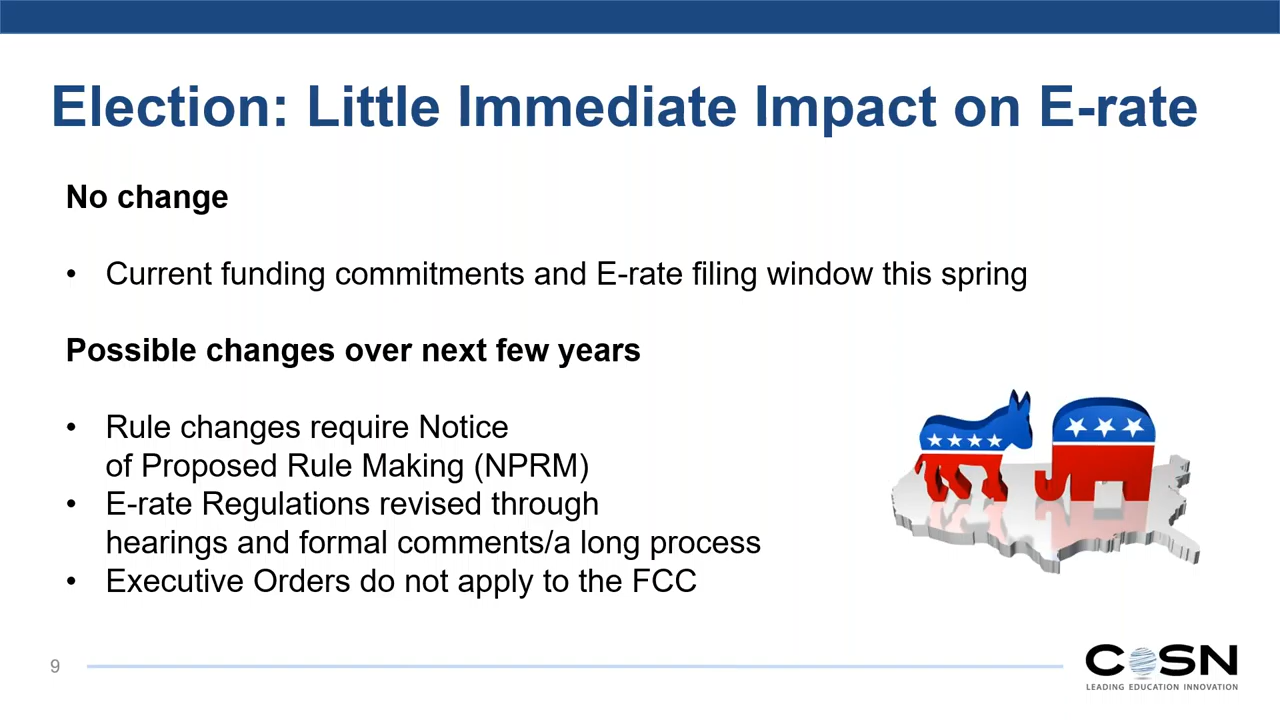 Election: Little Immediate Impact on E-rate
No change
• Current funding commitments and E-rate filing window this spring
Possible changes over next few years
• Rule changes require Notice
of Proposed Rule Making (NPRM)
• E-rate Regulations revised through
hearings and formal comments/a long process
• Executive Orders do not apply to the FCC
9
COSN
LEADING EDUCATION INNOVATION